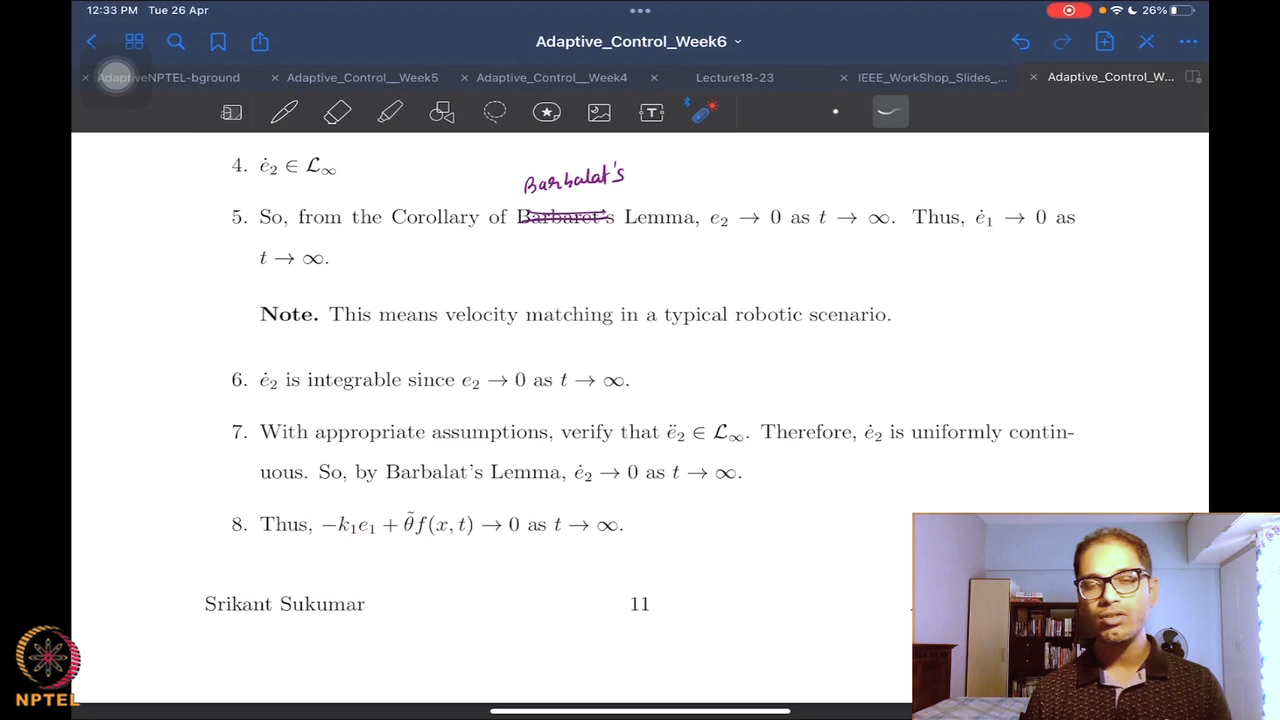 12:33 PM Tue 26 Apr
26%
Adaptive_Control_Week6
AdaptiveNPTEL-bground
Adaptive_Control__Week5
Adaptive_Control__Week4
Lecture18-23
IEEE_WorkShop_Slides_...
Adaptive_Control_W...
4. ė₂ ∈ ℒ∞
Barbalat's
5. So, from the Corollary of Barbaret's Lemma, e₂ → 0 as t → ∞. Thus, ė₁ → 0 as
t → ∞.
Note. This means velocity matching in a typical robotic scenario.
6. ė₂ is integrable since e₂ → 0 as t → ∞.
7. With appropriate assumptions, verify that ë₂ ∈ ℒ∞. Therefore, ė₂ is uniformly contin-
uous. So, by Barbalat's Lemma, ė₂ → 0 as t → ∞.
8. Thus, −k₁e₁ + θ̃f(x, t) → 0 as t → ∞.
Srikant Sukumar
11
NPTEL